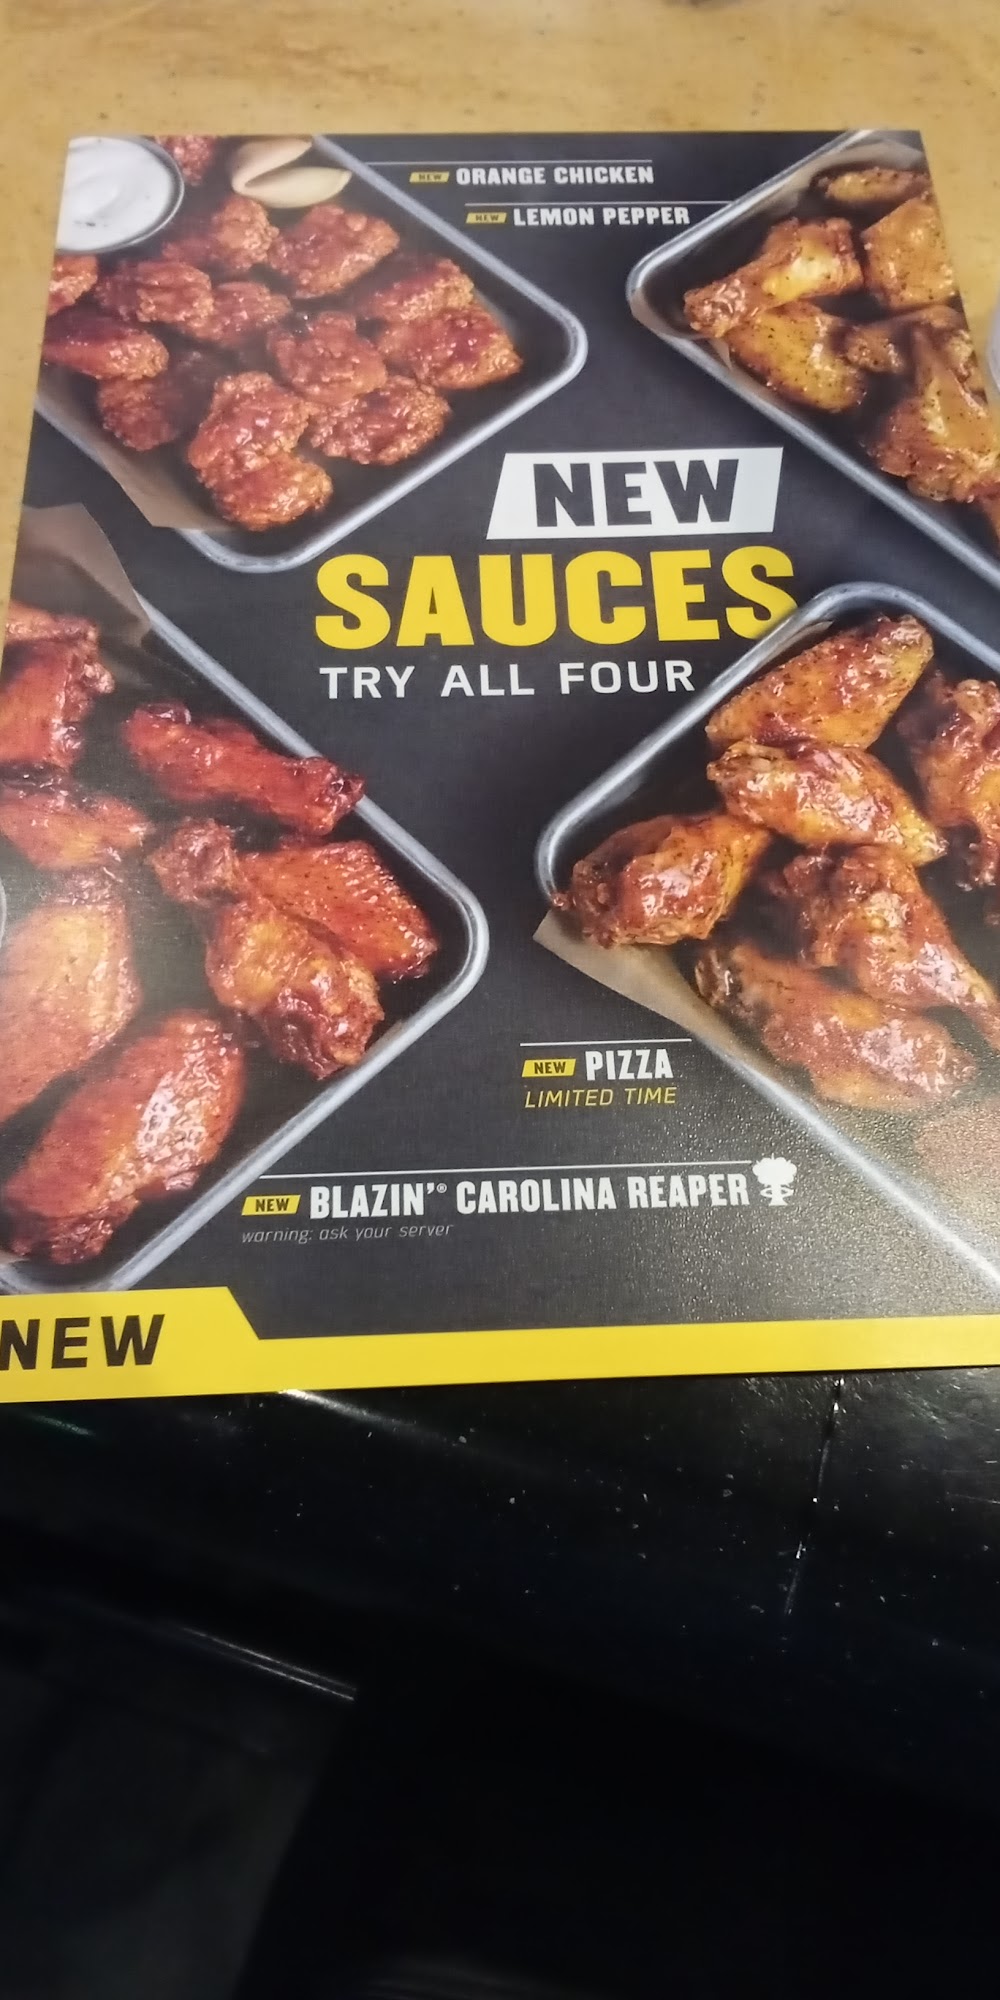 NEW ORANGE CHICKEN
NEW LEMON PEPPER
NEW
SAUCES
TRY ALL FOUR
NEW PIZZA
LIMITED TIME
NEW BLAZIN'® CAROLINA REAPER
warning: ask your server
NEW